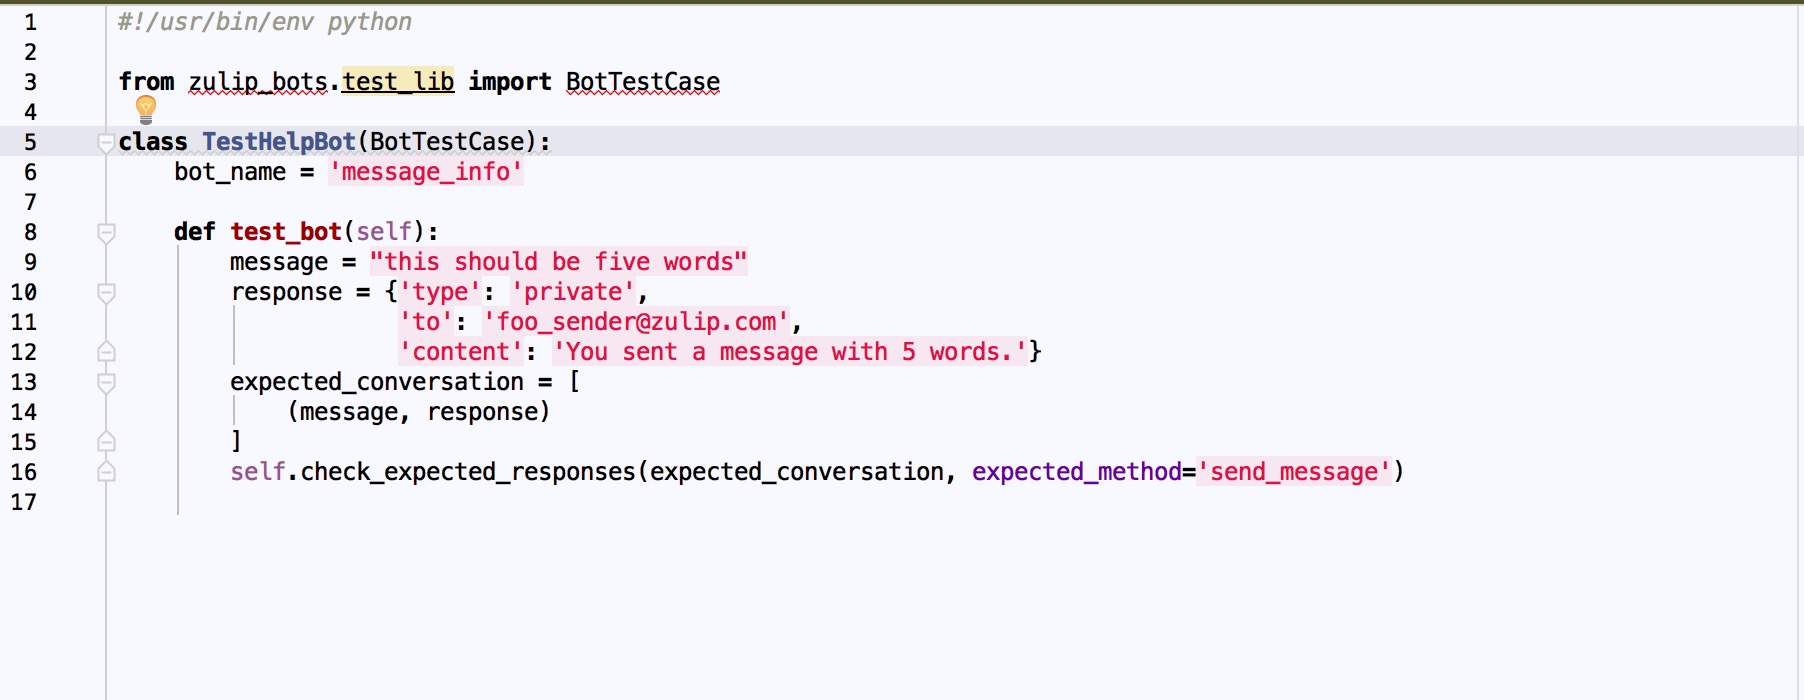 1 #!/usr/bin/env python
2
3 from zulip_bots.test_lib import BotTestCase
4
5 class TestHelpBot(BotTestCase):
6     bot_name = 'message_info'
7
8     def test_bot(self):
9         message = "this should be five words"
10         response = {'type': 'private',
11                     'to': 'foo_sender@zulip.com',
12                     'content': 'You sent a message with 5 words.'}
13         expected_conversation = [
14             (message, response)
15         ]
16         self.check_expected_responses(expected_conversation, expected_method='send_message')
17